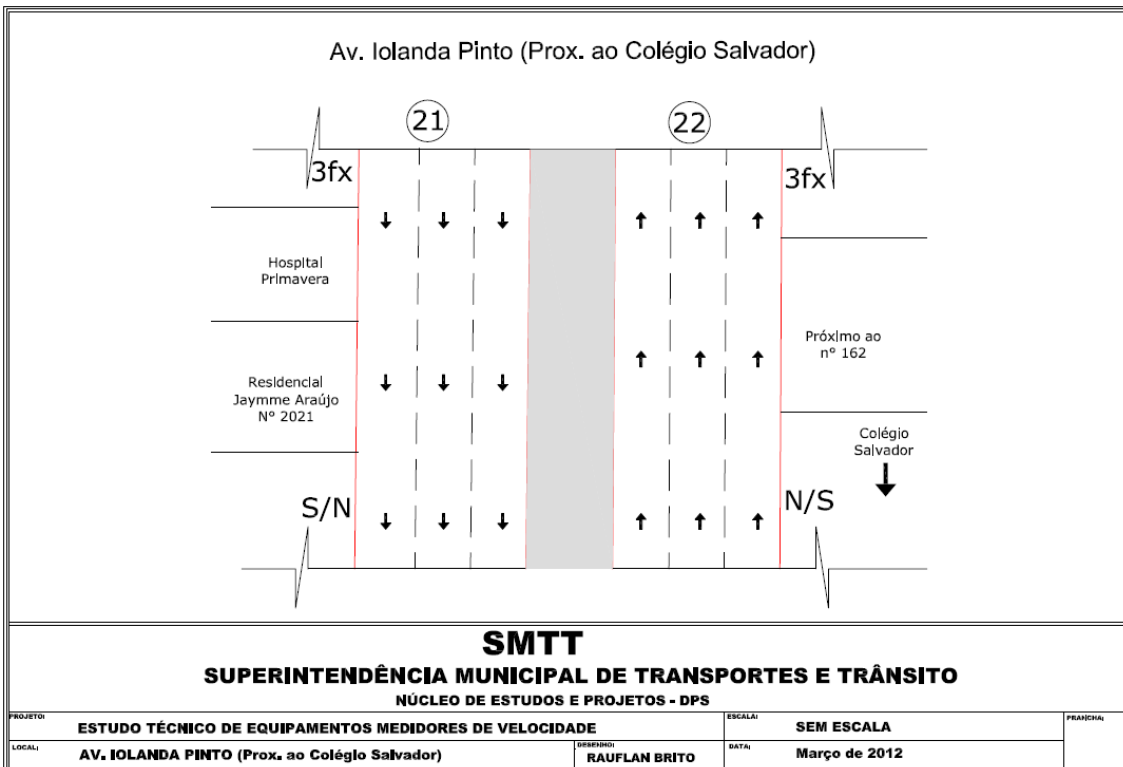 Av. Iolanda Pinto (Prox. ao Colégio Salvador)
21
22
3fx
3fx
Hospital
Primavera
Próximo ao
n° 162
Residencial
Jaymme Araújo
N° 2021
Colégio
Salvador
S/N
N/S
SMTT
SUPERINTENDÊNCIA MUNICIPAL DE TRANSPORTES E TRÂNSITO
NÚCLEO DE ESTUDOS E PROJETOS - DPS
PROJETO:
ESTUDO TÉCNICO DE EQUIPAMENTOS MEDIDORES DE VELOCIDADE
ESCALA:
SEM ESCALA
PRANCHA:
LOCAL:
AV. IOLANDA PINTO (Prox. ao Colégio Salvador)
DESENHO:
RAUFLAN BRITO
DATA:
Março de 2012